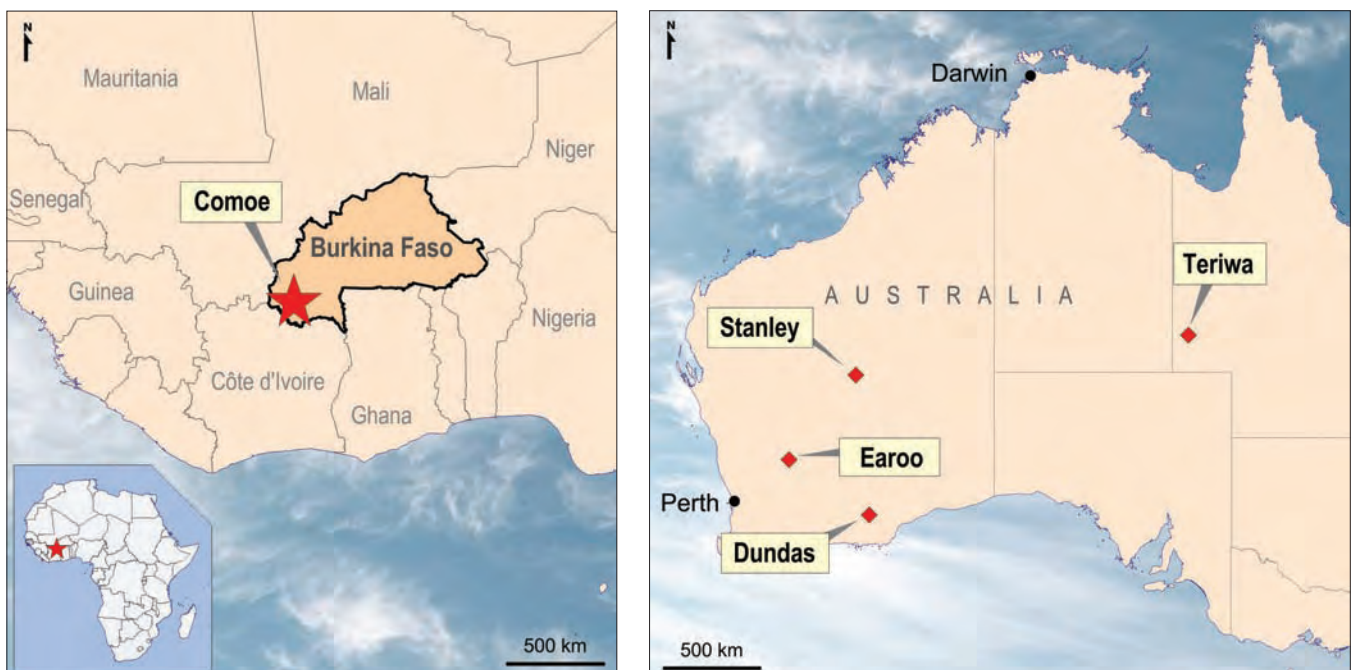 N
Mauritania
Mali
Niger
Senegal
Comoe
Burkina Faso
Guinea
Nigeria
Côte d'Ivoire
Ghana
500 km
N
Darwin
Teriwa
AUSTRALIA
Stanley
Earoo
Perth
Dundas
500 km